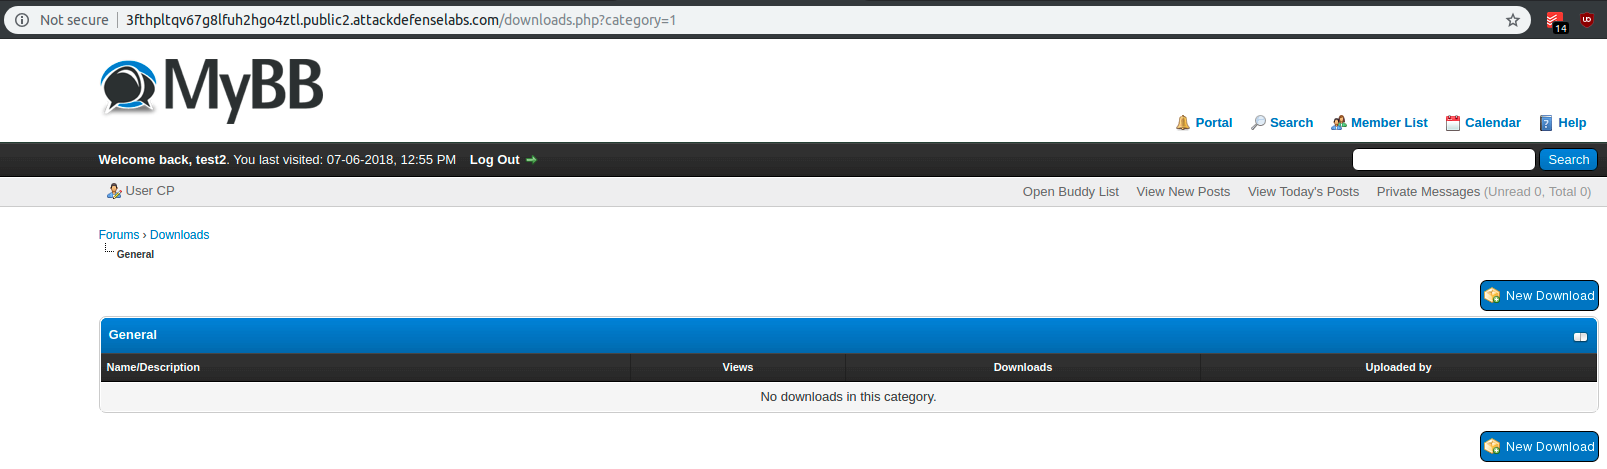 Not secure 3fthpltqv67g8lfuh2hgo4ztl.public2.attackdefenselabs.com/downloads.php?category=1
14
MyBB
Portal Search Member List Calendar Help
Welcome back, test2. You last visited: 07-06-2018, 12:55 PM Log Out Search
User CP Open Buddy List View New Posts View Today's Posts Private Messages (Unread 0, Total 0)
Forums › Downloads
General
New Download
General
Name/Description Views Downloads Uploaded by
No downloads in this category.
New Download